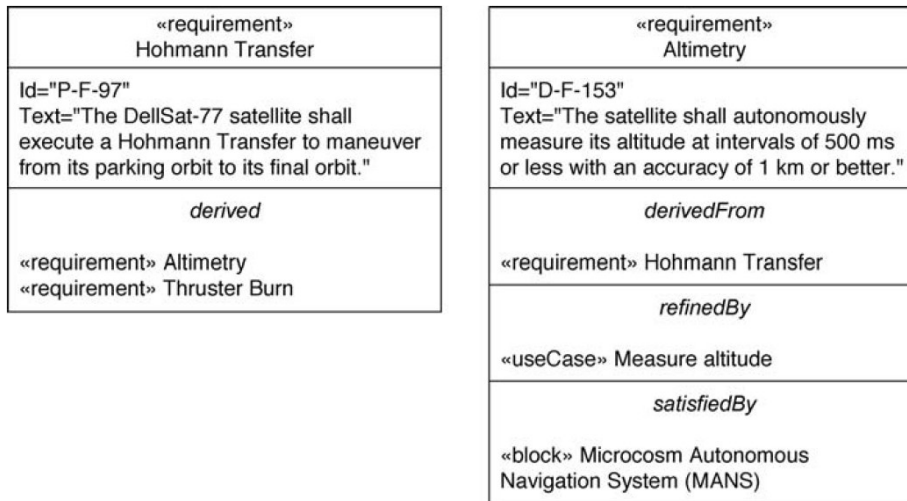 «requirement»
Hohmann Transfer
Id="P-F-97"
Text="The DellSat-77 satellite shall
execute a Hohmann Transfer to maneuver
from its parking orbit to its final orbit."
derived
«requirement» Altimetry
«requirement» Thruster Burn
«requirement»
Altimetry
Id="D-F-153"
Text="The satellite shall autonomously
measure its altitude at intervals of 500 ms
or less with an accuracy of 1 km or better."
derivedFrom
«requirement» Hohmann Transfer
refinedBy
«useCase» Measure altitude
satisfiedBy
«block» Microcosm Autonomous
Navigation System (MANS)